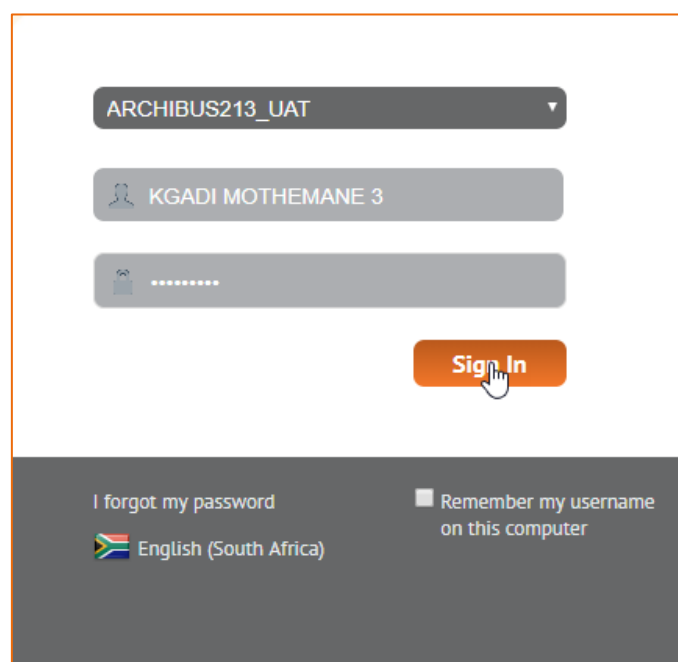 ARCHIBUS213_UAT
KGADI MOTHEMANE 3
•••••••••
Sign In
I forgot my password
Remember my username
on this computer
English (South Africa)